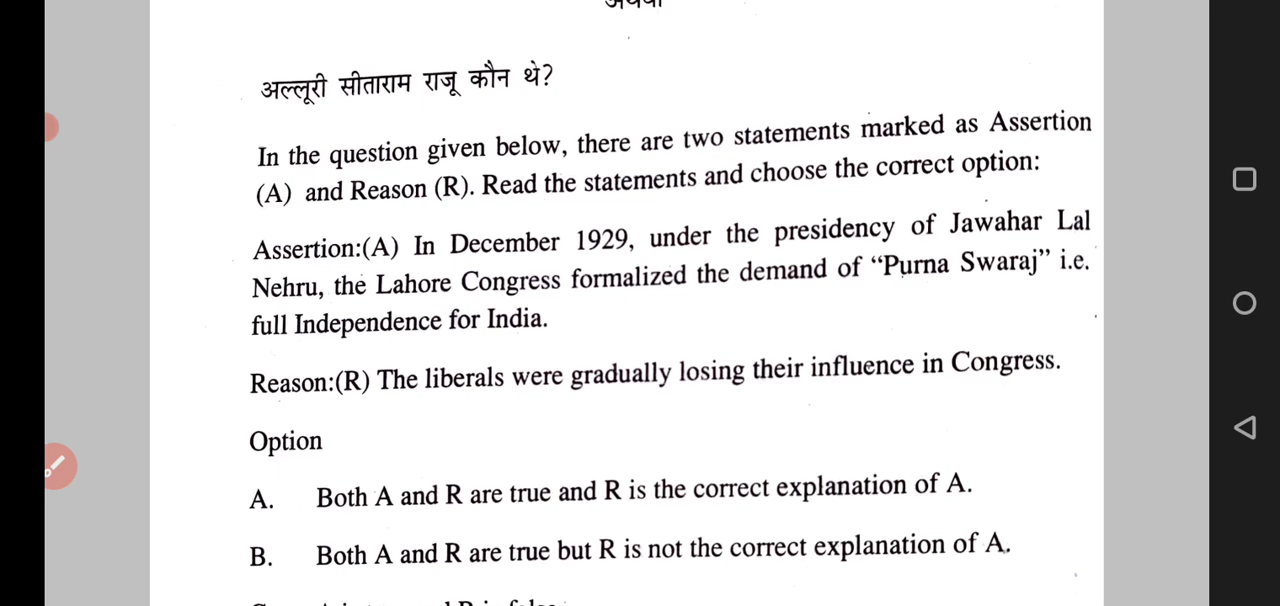 अथवा
अल्लूरी सीताराम राजू कौन थे?
In the question given below, there are two statements marked as Assertion
(A) and Reason (R). Read the statements and choose the correct option:
Assertion:(A) In December 1929, under the presidency of Jawahar Lal
Nehru, the Lahore Congress formalized the demand of “Purna Swaraj” i.e.
full Independence for India.
Reason:(R) The liberals were gradually losing their influence in Congress.
Option
A. Both A and R are true and R is the correct explanation of A.
B. Both A and R are true but R is not the correct explanation of A.